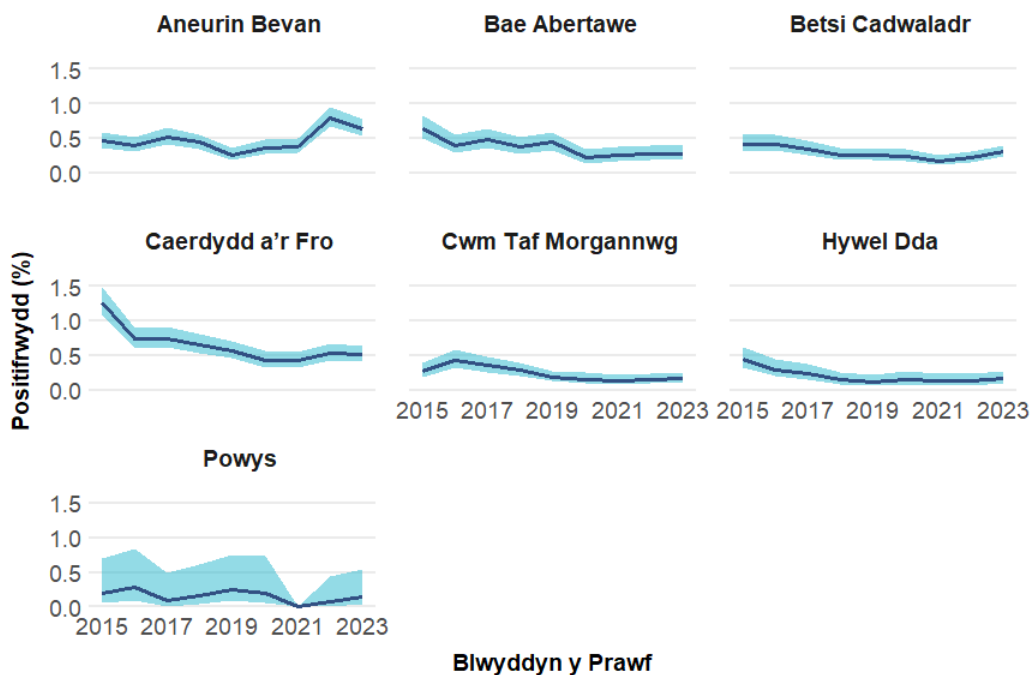 Aneurin Bevan
Bae Abertawe
Betsi Cadwaladr
1.5
1.0
0.5
0.0
Caerdydd a’r Fro
Cwm Taf Morgannwg
Hywel Dda
1.5
1.0
0.5
0.0
2015 2017 2019 2021 2023
2015 2017 2019 2021 2023
Powys
1.5
1.0
0.5
0.0
2015 2017 2019 2021 2023
Positifrwydd (%)
Blwyddyn y Prawf